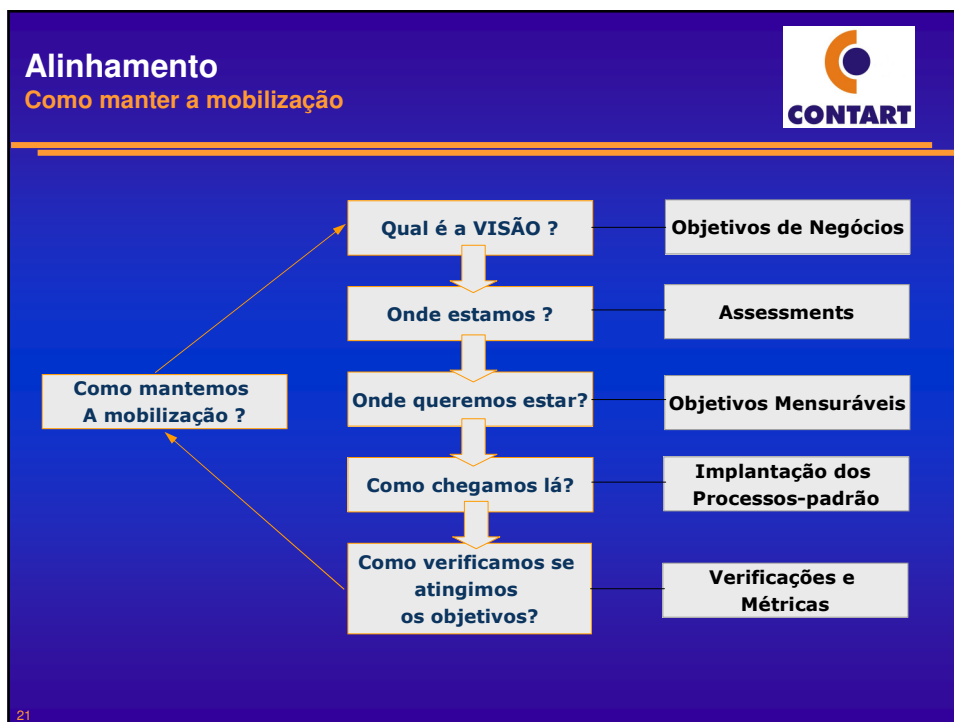 Alinhamento
Como manter a mobilização
CONTART
Qual é a VISÃO ?
Objetivos de Negócios
Onde estamos ?
Assessments
Como mantemos
A mobilização ?
Onde queremos estar?
Objetivos Mensuráveis
Como chegamos lá?
Implantação dos
Processos-padrão
Como verificamos se
atingimos
os objetivos?
Verificações e
Métricas
21